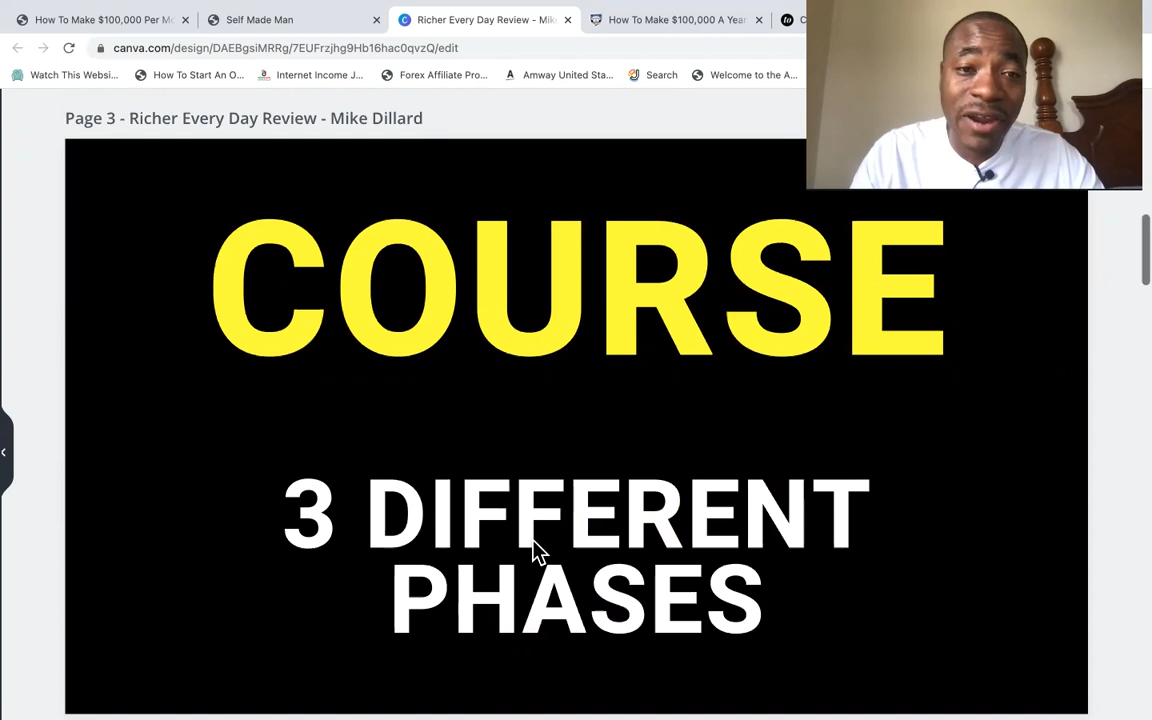 How To Make $100,000 Per Mo
Self Made Man
Richer Every Day Review - Mik
How To Make $100,000 A Year
canva.com/design/DAEBgsiMRRg/7EUFrzjhg9Hb16hac0qvzQ/edit
Watch This Websi...
How To Start An O...
Internet Income J...
Forex Affiliate Pro...
Amway United Sta...
Search
Welcome to the A...
Page 3 - Richer Every Day Review - Mike Dillard
COURSE
3 DIFFERENT
PHASES